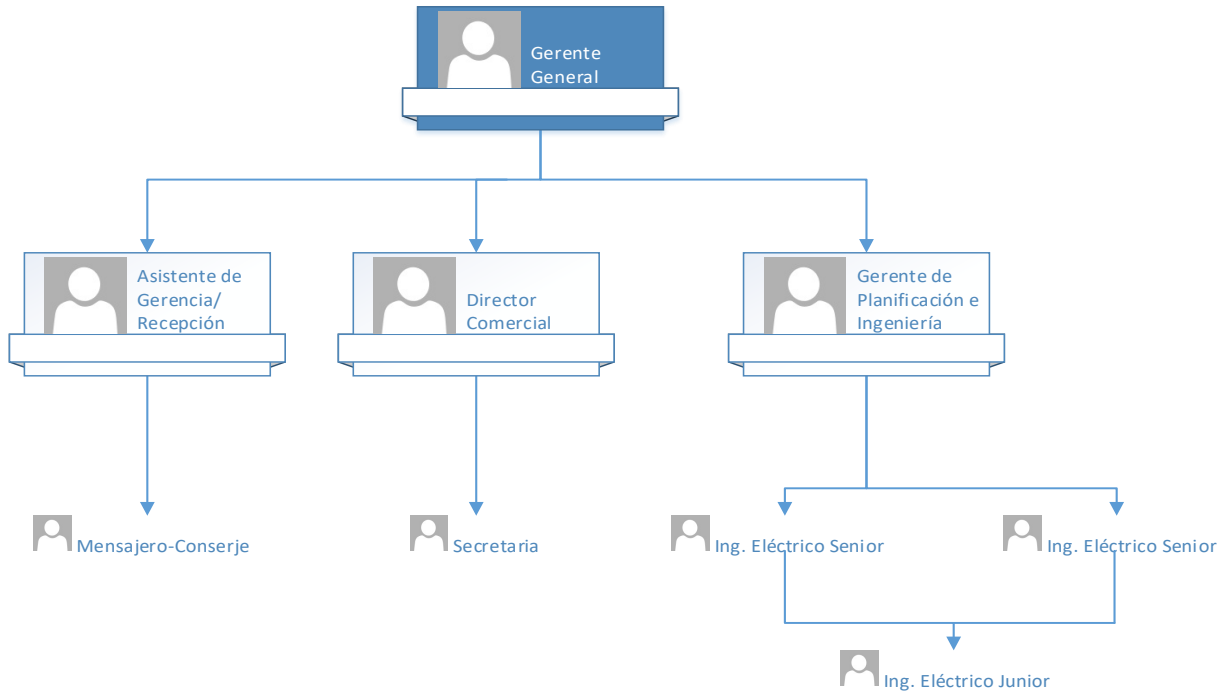 Gerente
General
Asistente de
Gerencia/
Recepción
Director
Comercial
Gerente de
Planificación e
Ingeniería
Mensajero-Conserje
Secretaria
Ing. Eléctrico Senior
Ing. Eléctrico Senior
Ing. Eléctrico Junior